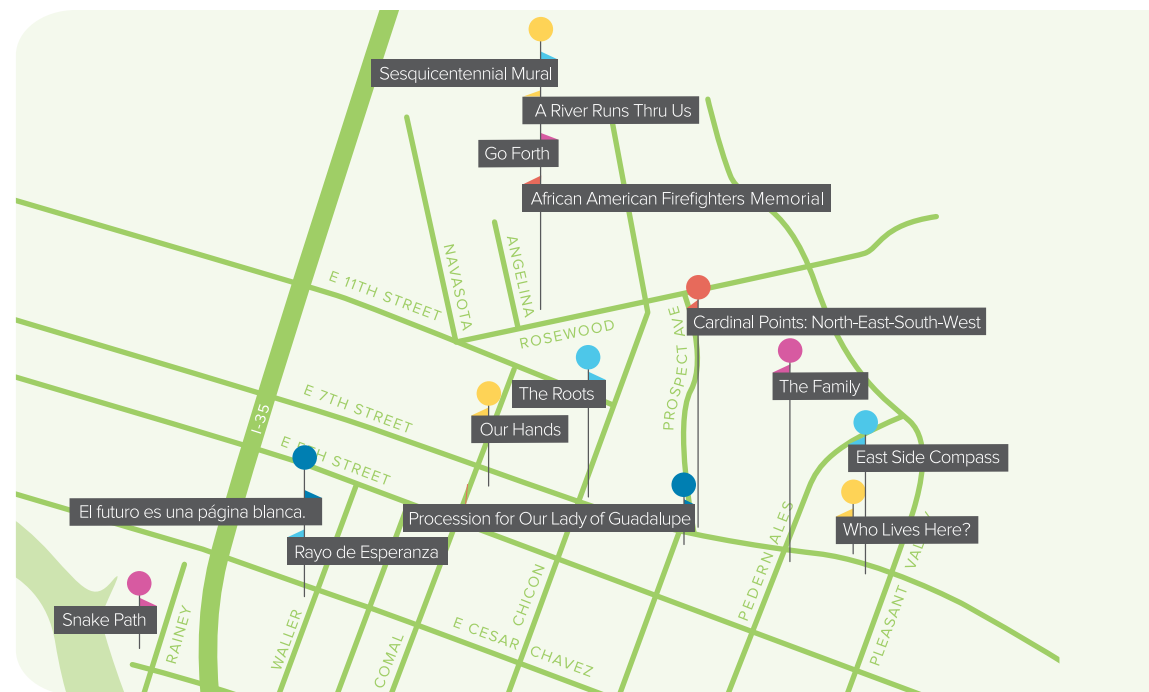 Sesquicentennial Mural
A River Runs Thru Us
Go Forth
African American Firefighters Memorial
NAVASOTA
ANGELINA
E 11TH STREET
ROSEWOOD
PROSPECT AVE
Cardinal Points: North-East-South-West
The Roots
The Family
E 7TH STREET
Our Hands
I-35
STREET
East Side Compass
El futuro es una página blanca.
Procession for Our Lady of Guadalupe
Who Lives Here?
Rayo de Esperanza
PEDERNALES
PLEASANT
Snake Path
RAINEY
WALLER
COMAL
CHICON
E CESAR CHAVEZ